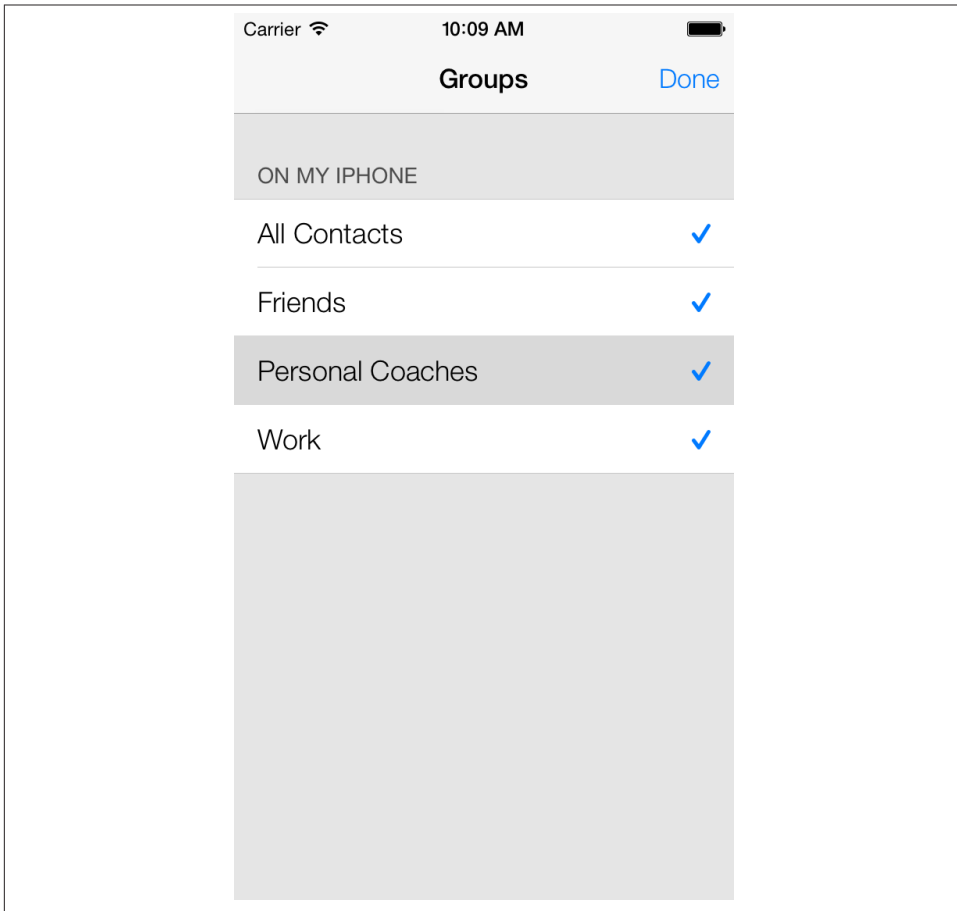 Carrier 10:09 AM
Groups Done
ON MY IPHONE
All Contacts
Friends
Personal Coaches
Work